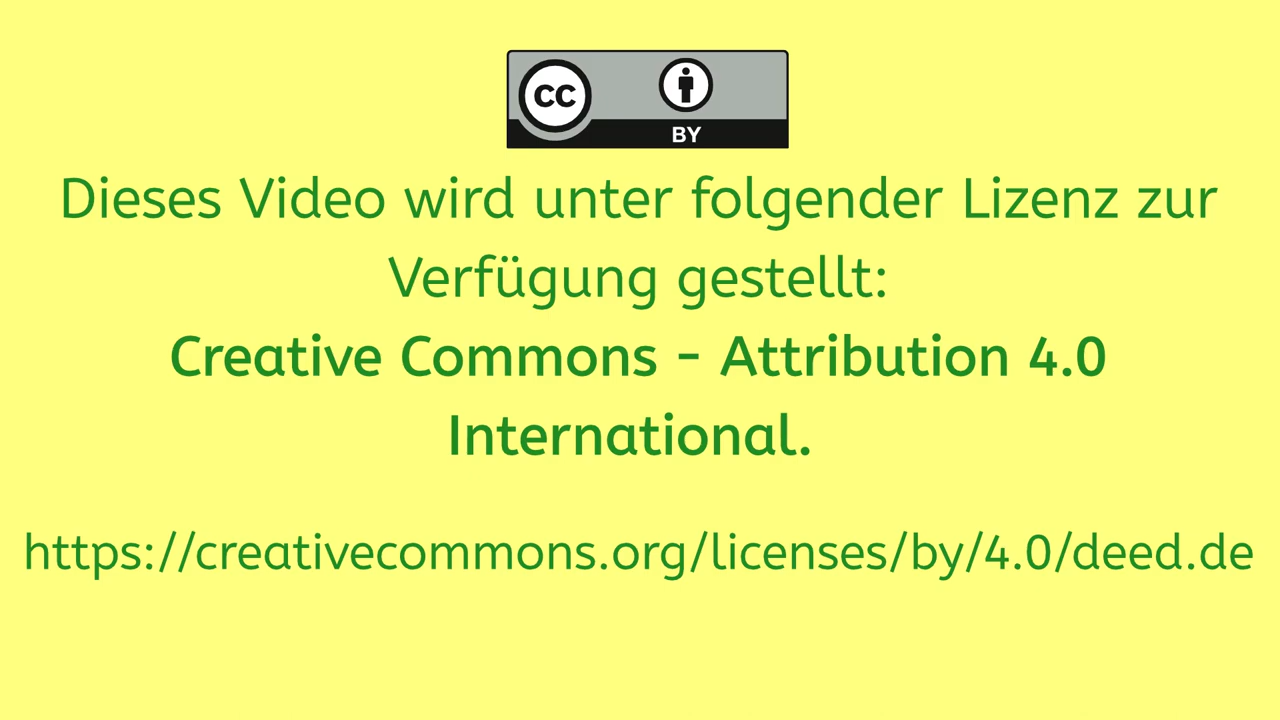 CC
BY
Dieses Video wird unter folgender Lizenz zur
Verfügung gestellt:
Creative Commons - Attribution 4.0
International.
https://creativecommons.org/licenses/by/4.0/deed.de